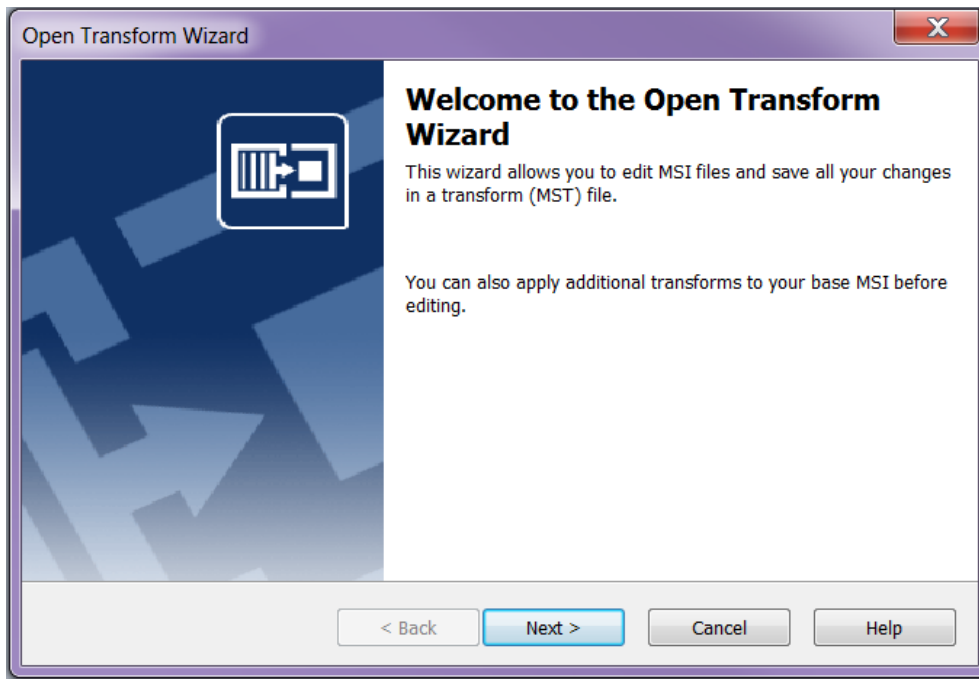 Open Transform Wizard
X
Welcome to the Open Transform
Wizard
This wizard allows you to edit MSI files and save all your changes
in a transform (MST) file.
You can also apply additional transforms to your base MSI before
editing.
< Back Next > Cancel Help